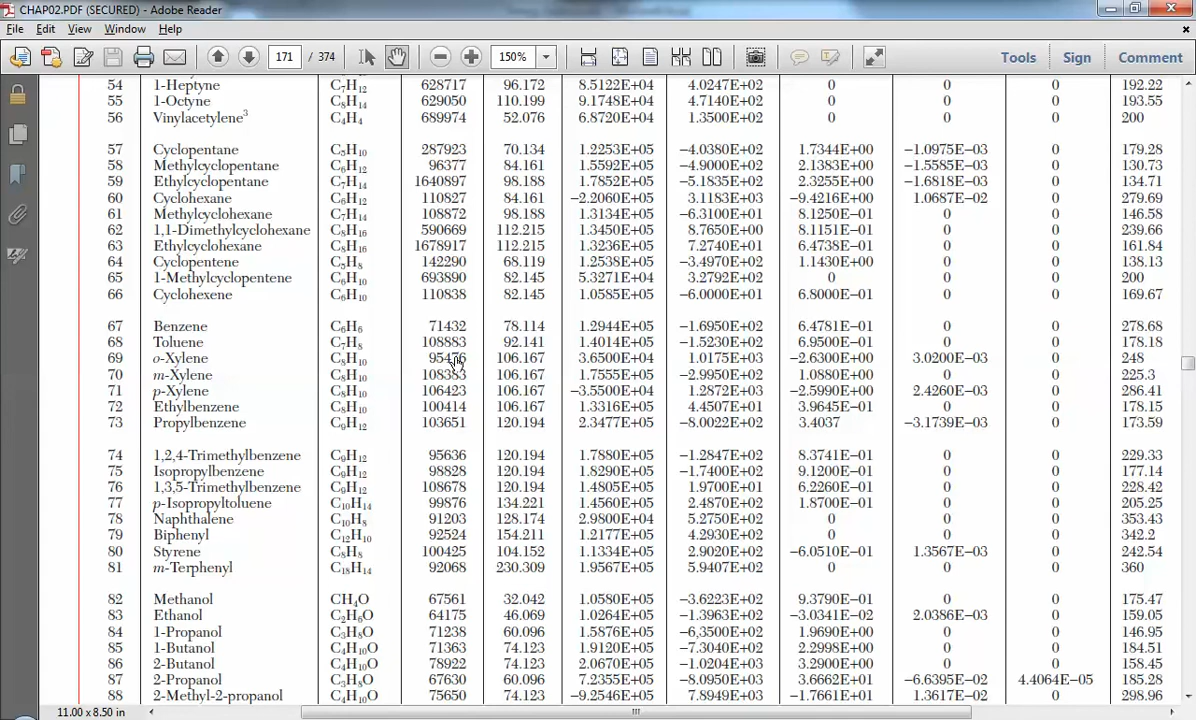 CHAP02.PDF (SECURED) - Adobe Reader
File Edit View Window Help
171 / 374 150% Tools Sign Comment
54 1-Heptyne C7H12 628717 96.172 8.5122E+04 4.0247E+02 0 0 0 192.22
55 1-Octyne C8H14 629050 110.199 9.1748E+04 4.7140E+02 0 0 0 193.55
56 Vinylacetylene3 C4H4 689974 52.076 6.8720E+04 1.3500E+02 0 0 0 200
57 Cyclopentane C5H10 287923 70.134 1.2253E+05 −4.0380E+02 1.7344E+00 −1.0975E−03 0 179.28
58 Methylcyclopentane C6H12 96377 84.161 1.5592E+05 −4.9000E+02 2.1383E+00 −1.5585E−03 0 130.73
59 Ethylcyclopentane C7H14 1640897 98.188 1.7852E+05 −5.1835E+02 2.3255E+00 −1.6818E−03 0 134.71
60 Cyclohexane C6H12 110827 84.161 −2.2060E+05 3.1183E+03 −9.4216E+00 1.0687E−02 0 279.69
61 Methylcyclohexane C7H14 108872 98.188 1.3134E+05 −6.3100E+01 8.1250E−01 0 0 146.58
62 1,1-Dimethylcyclohexane C8H16 590669 112.215 1.3450E+05 8.7650E+00 8.1151E−01 0 0 239.66
63 Ethylcyclohexane C8H16 1678917 112.215 1.3236E+05 7.2740E+01 6.4738E−01 0 0 161.84
64 Cyclopentene C5H8 142290 68.119 1.2538E+05 −3.4970E+02 1.1430E+00 0 0 138.13
65 1-Methylcyclopentene C6H10 693890 82.145 5.3271E+04 3.2792E+02 0 0 0 200
66 Cyclohexene C6H10 110838 82.145 1.0585E+05 −6.0000E+01 6.8000E−01 0 0 169.67
67 Benzene C6H6 71432 78.114 1.2944E+05 −1.6950E+02 6.4781E−01 0 0 278.68
68 Toluene C7H8 108883 92.141 1.4014E+05 −1.5230E+02 6.9500E−01 0 0 178.18
69 o-Xylene C8H10 95476 106.167 3.6500E+04 1.0175E+03 −2.6300E+00 3.0200E−03 0 248
70 m-Xylene C8H10 108383 106.167 1.7555E+05 −2.9950E+02 1.0880E+00 0 0 225.3
71 p-Xylene C8H10 106423 106.167 −3.5500E+04 1.2872E+03 −2.5990E+00 2.4260E−03 0 286.41
72 Ethylbenzene C8H10 100414 106.167 1.3316E+05 4.4507E+01 3.9645E−01 0 0 178.15
73 Propylbenzene C9H12 103651 120.194 2.3477E+05 −8.0022E+02 3.4037 −3.1739E−03 0 173.59
74 1,2,4-Trimethylbenzene C9H12 95636 120.194 1.7880E+05 −1.2847E+02 8.3741E−01 0 0 229.33
75 Isopropylbenzene C9H12 98828 120.194 1.8290E+05 −1.7400E+02 9.1200E−01 0 0 177.14
76 1,3,5-Trimethylbenzene C9H12 108678 120.194 1.4805E+05 1.9700E+01 6.2260E−01 0 0 228.42
77 p-Isopropyltoluene C10H14 99876 134.221 1.4560E+05 2.4870E+02 1.8700E−01 0 0 205.25
78 Naphthalene C10H8 91203 128.174 2.9800E+04 5.2750E+02 0 0 0 353.43
79 Biphenyl C12H10 92524 154.211 1.2177E+05 4.2930E+02 0 0 0 342.2
80 Styrene C8H8 100425 104.152 1.1334E+05 2.9020E+02 −6.0510E−01 1.3567E−03 0 242.54
81 m-Terphenyl C18H14 92068 230.309 1.9567E+05 5.9407E+02 0 0 0 360
82 Methanol CH4O 67561 32.042 1.0580E+05 −3.6223E+02 9.3790E−01 0 0 175.47
83 Ethanol C2H6O 64175 46.069 1.0264E+05 −1.3963E+02 −3.0341E−02 2.0386E−03 0 159.05
84 1-Propanol C3H8O 71238 60.096 1.5876E+05 −6,3500E+02 1.9690E+00 0 0 146.95
85 1-Butanol C4H10O 71363 74.123 1.9120E+05 −7.3040E+02 2.2998E+00 0 0 184.51
86 2-Butanol C4H10O 78922 74.123 2.0670E+05 −1.0204E+03 3.2900E+00 0 0 158.45
87 2-Propanol C3H8O 67630 60.096 7.2355E+05 −8.0950E+03 3.6662E+01 −6.6395E−02 4.4064E−05 185.28
88 2-Methyl-2-propanol C4H10O 75650 74.123 −9.2546E+05 7.8949E+03 −1.7661E+01 1.3617E−02 0 298.96
11.00 x 8.50 in